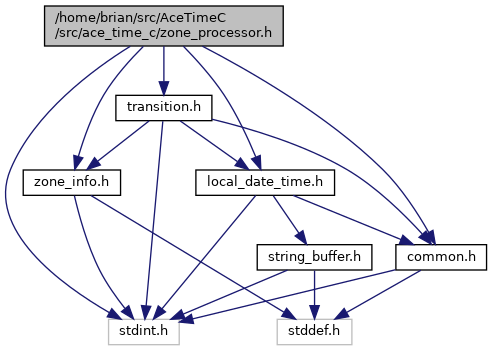 /home/brian/src/AceTimeC
/src/ace_time_c/zone_processor.h
transition.h
zone_info.h
local_date_time.h
string_buffer.h
common.h
stdint.h
stddef.h